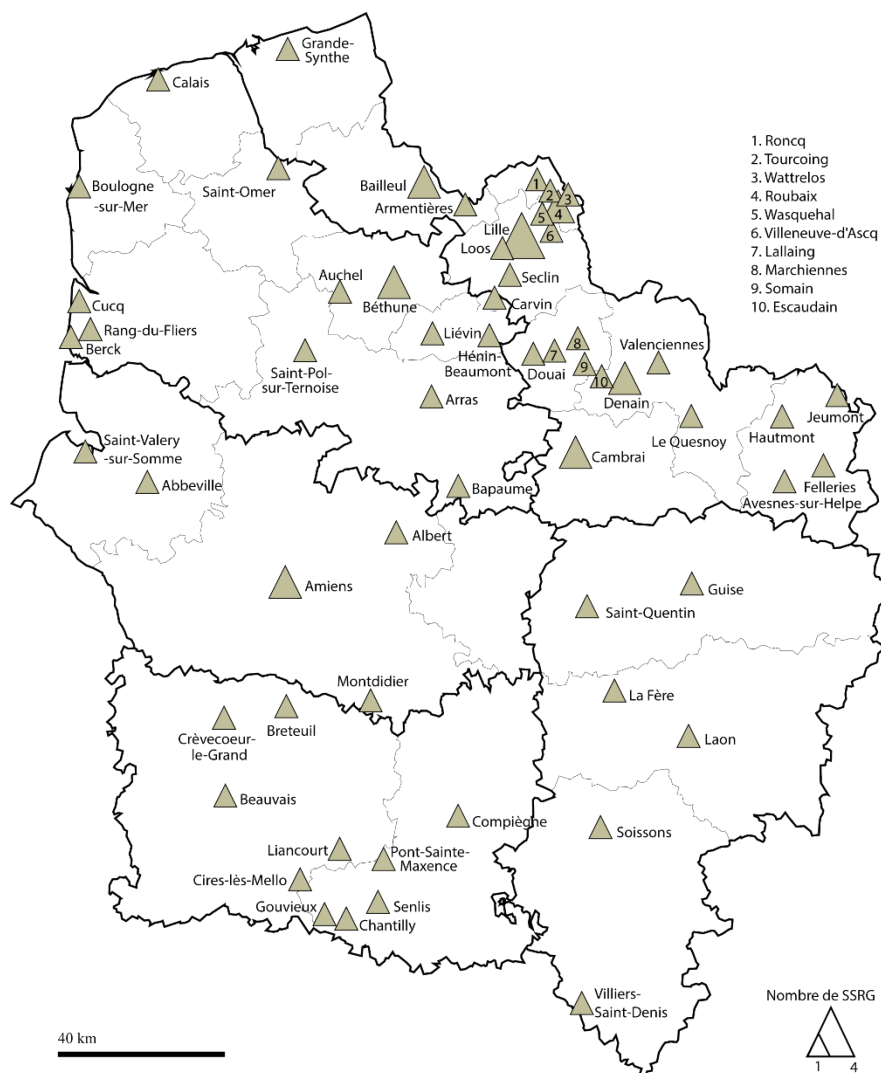 Grande-
Synthe
Calais
1. Roncq
2. Tourcoing
3. Wattrelos
4. Roubaix
5. Wasquehal
6. Villeneuve-d'Ascq
7. Lallaing
8. Marchiennes
9. Somain
10. Escaudain
Boulogne
-sur-Mer
Saint-Omer
Bailleul
Armentières
1
2
3
4
5
6
Lille
Loos
Seclin
Auchel
Béthune
Carvin
Cucq
Rang-du-Fliers
Berck
Liévin
Hénin-
Beaumont
Saint-Pol-
sur-Ternoise
Arras
Douai
7
8
9
10
Valenciennes
Denain
Le Quesnoy
Jeumont
Hautmont
Felleries
Avesnes-sur-Helpe
Saint-Valery
-sur-Somme
Abbeville
Cambrai
Bapaume
Albert
Amiens
Guise
Saint-Quentin
Montdidier
La Fère
Breteuil
Crèvecoeur-
le-Grand
Laon
Beauvais
Compiègne
Soissons
Liancourt
Pont-Sainte-
Maxence
Cires-lès-Mello
Gouvieux
Senlis
Chantilly
Villiers-
Saint-Denis
Nombre de SSRG
1 4
40 km